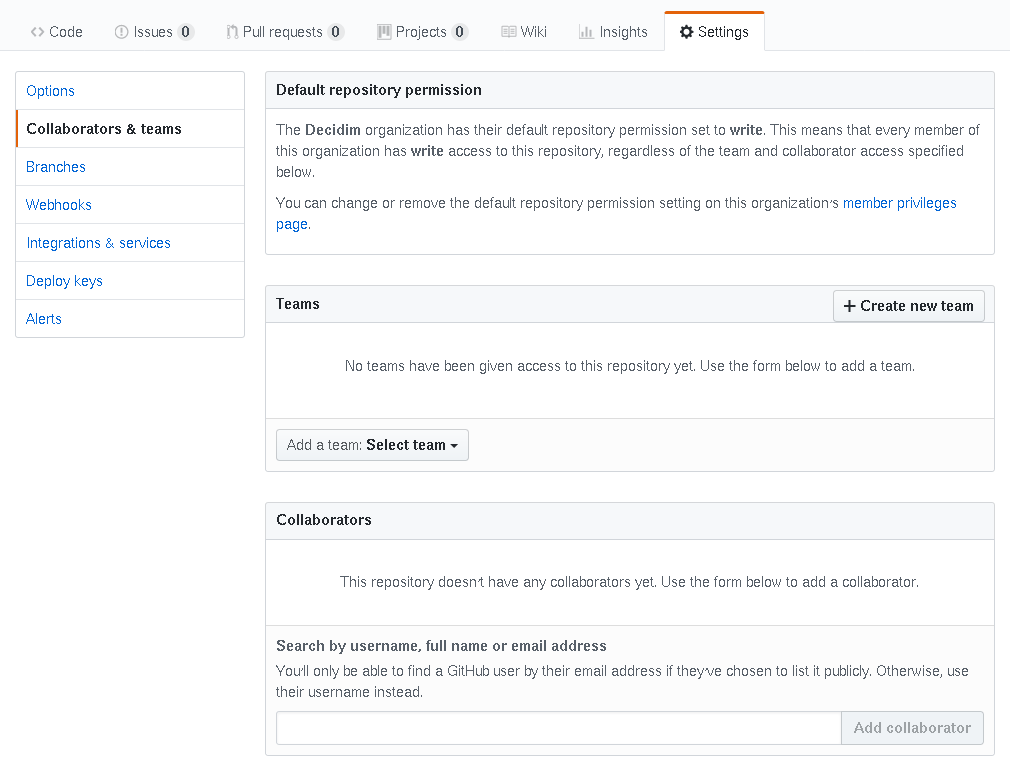 Code Issues 0 Pull requests 0 Projects 0 Wiki Insights Settings
Options
Collaborators & teams
Branches
Webhooks
Integrations & services
Deploy keys
Alerts
Default repository permission
The Decidim organization has their default repository permission set to write. This means that every member of
this organization has write access to this repository, regardless of the team and collaborator access specified
below.
You can change or remove the default repository permission setting on this organization's member privileges
page.
Teams
+ Create new team
No teams have been given access to this repository yet. Use the form below to add a team.
Add a team: Select team
Collaborators
This repository doesn't have any collaborators yet. Use the form below to add a collaborator.
Search by username, full name or email address
You'll only be able to find a GitHub user by their email address if they've chosen to list it publicly. Otherwise, use
their username instead.
Add collaborator